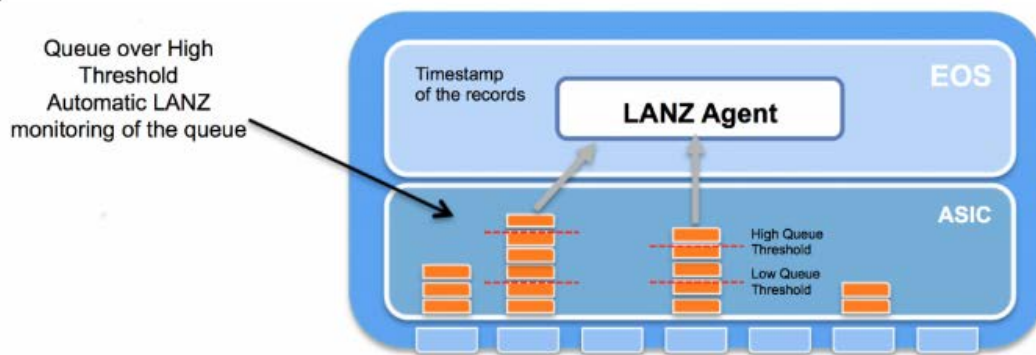 Queue over High
Threshold
Automatic LANZ
monitoring of the queue
Timestamp
of the records
EOS
LANZ Agent
ASIC
High Queue
Threshold
Low Queue
Threshold